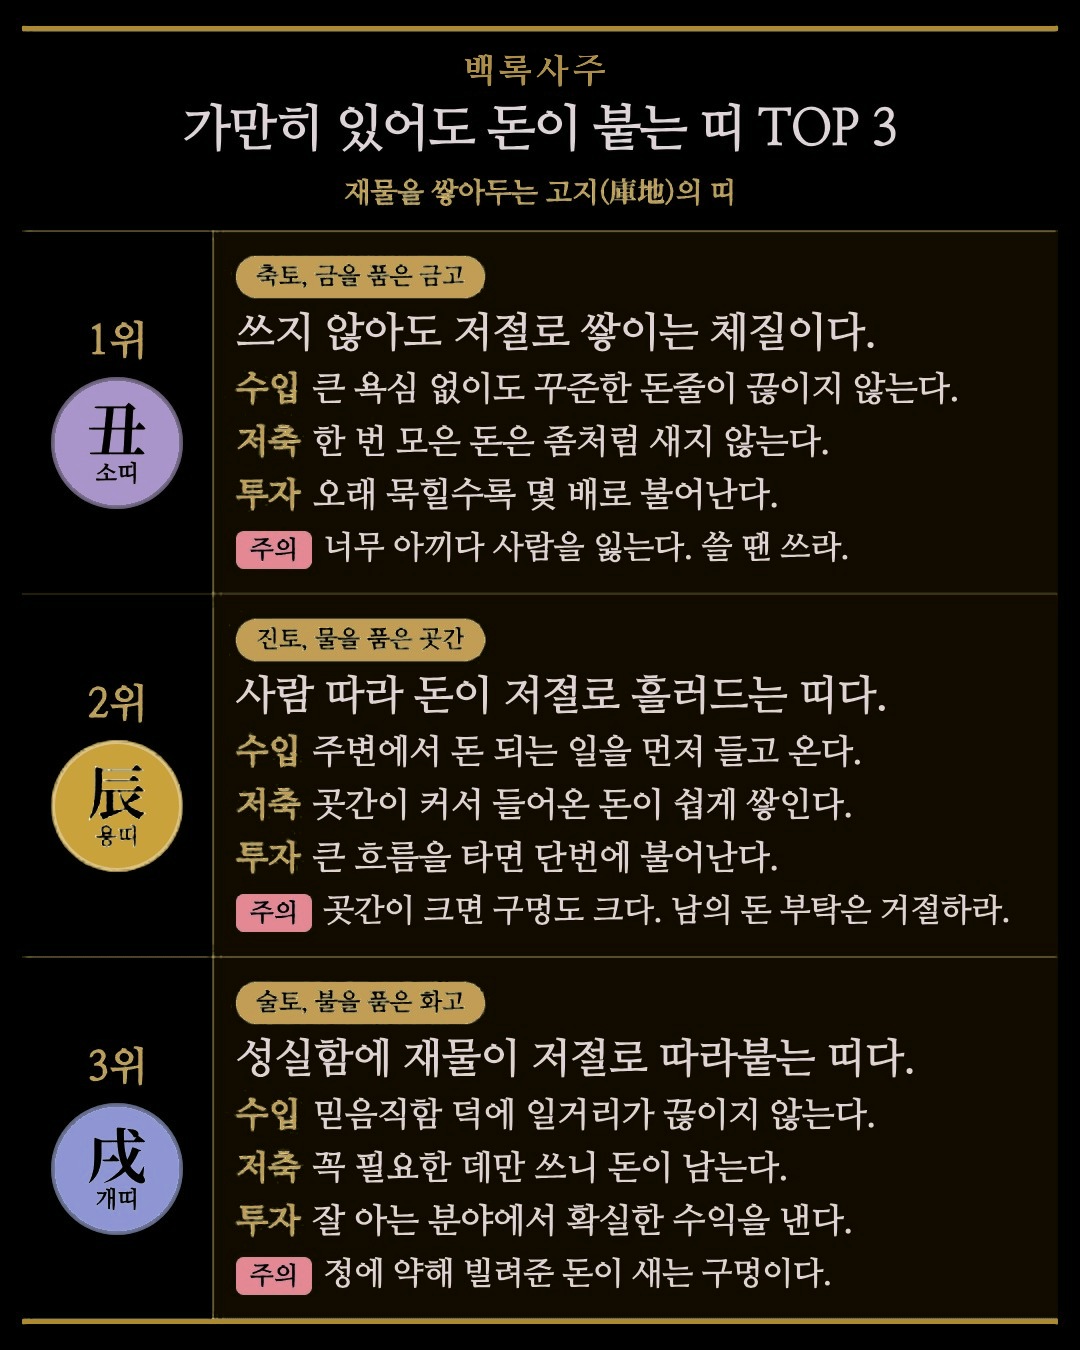 백록사주
가만히 있어도 돈이 붙는 띠 TOP 3
재물을 쌓아두는 고지(庫地)의 띠
1위
丑
소띠
축토, 금을 품은 금고
쓰지 않아도 저절로 쌓이는 체질이다.
수입 큰 욕심 없이도 꾸준한 돈줄이 끊이지 않는다.
저축 한 번 모은 돈은 좀처럼 새지 않는다.
투자 오래 묵힐수록 몇 배로 불어난다.
주의 너무 아끼다 사람을 잃는다. 쓸 땐 쓰라.
2위
辰
용띠
진토, 물을 품은 곳간
사람 따라 돈이 저절로 흘러드는 띠다.
수입 주변에서 돈 되는 일을 먼저 들고 온다.
저축 곳간이 커서 들어온 돈이 쉽게 쌓인다.
투자 큰 흐름을 타면 단번에 불어난다.
주의 곳간이 크면 구멍도 크다. 남의 돈 부탁은 거절하라.
3위
戌
개띠
술토, 불을 품은 화고
성실함에 재물이 저절로 따라붙는 띠다.
수입 믿음직함 덕에 일거리가 끊이지 않는다.
저축 꼭 필요한 데만 쓰니 돈이 남는다.
투자 잘 아는 분야에서 확실한 수익을 낸다.
주의 정에 약해 빌려준 돈이 새는 구멍이다.